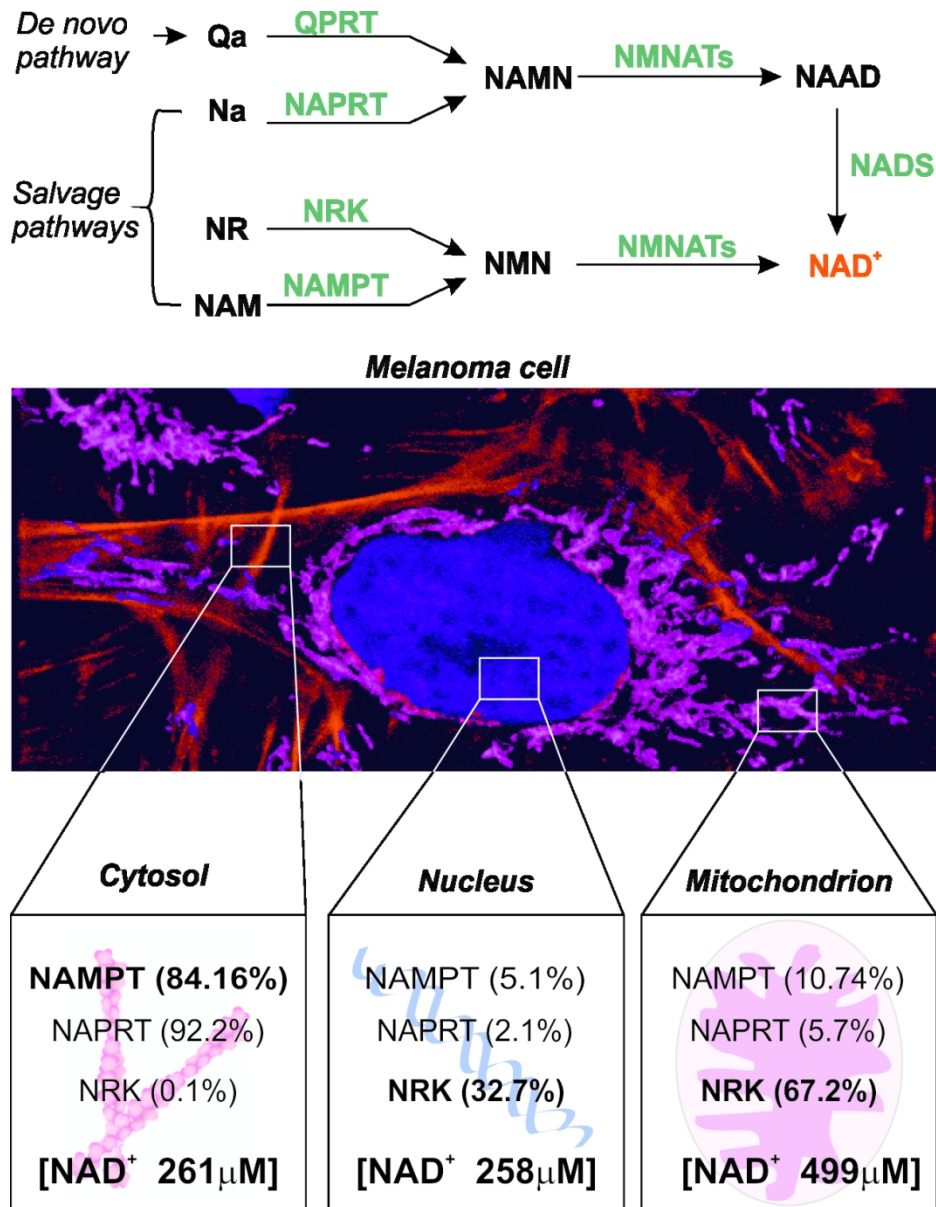 De novo pathway
Qa
QPRT
NAMN
NMNATs
NAAD
Na
NAPRT
NADS
Salvage pathways
NR
NRK
NMN
NMNATs
NAD⁺
NAM
NAMPT
Melanoma cell
Cytosol
NAMPT (84.16%)
NAPRT (92.2%)
NRK (0.1%)
[NAD⁺ 261μM]
Nucleus
NAMPT (5.1%)
NAPRT (2.1%)
NRK (32.7%)
[NAD⁺ 258μM]
Mitochondrion
NAMPT (10.74%)
NAPRT (5.7%)
NRK (67.2%)
[NAD⁺ 499μM]